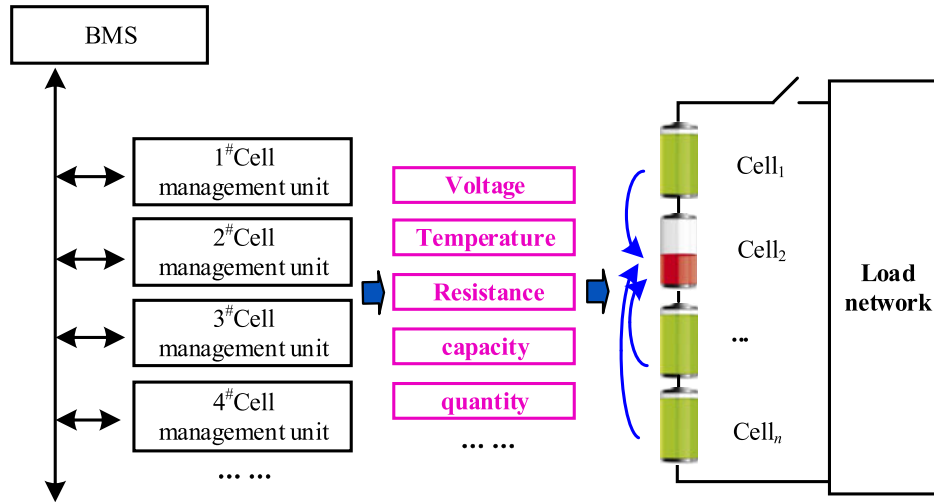 BMS
1#Cell
management unit
2#Cell
management unit
3#Cell
management unit
4#Cell
management unit
... ...
Voltage
Temperature
Resistance
capacity
quantity
... ...
Cell1
Cell2
...
Celln
Load
network